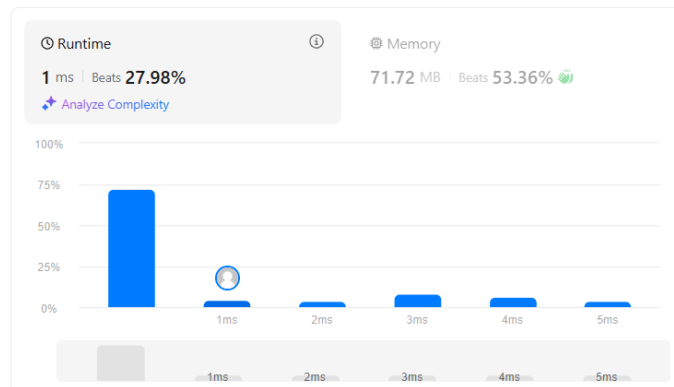 Runtime
1 ms Beats 27.98%
Analyze Complexity
Memory
71.72 MB Beats 53.36%
100%
75%
50%
25%
0%
1ms 2ms 3ms 4ms 5ms
1ms 2ms 3ms 4ms 5ms